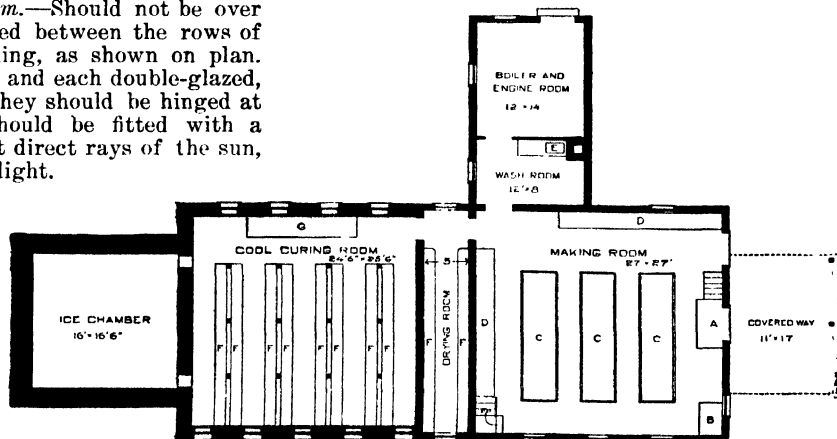 m.—Should not be over
ed between the rows of
ing, as shown on plan.
and each double-glazed,
hey should be hinged at
hould be fitted with a
t direct rays of the sun,
light.
BOILER AND
ENGINE ROOM
12'×14'
E
WASH ROOM
12'×8'
G
D
COOL CURING ROOM
24'6"×25'6"
5
MAKING ROOM
27'×27'
ICE CHAMBER
16'×16'6"
F F F F F F F F
F DRYING ROOM F
D
C C C
A
COVERED WAY
11'×17'
B